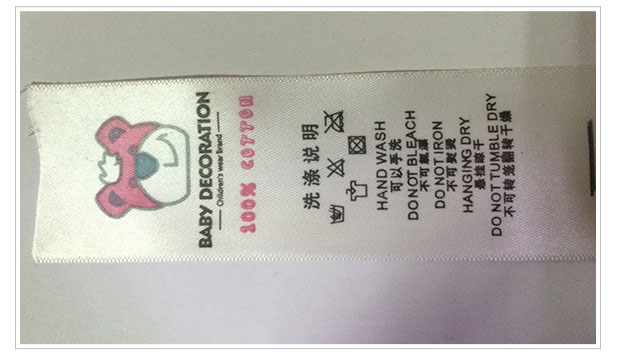 BABY DECORATION
Children's wear brand
100% COTTON
洗涤说明
HAND WASH
可以手洗
DO NOT BLEACH
不可氯漂
DO NOT IRON
不可熨烫
HANGING DRY
悬挂晾干
DO NOT TUMBLE DRY
不可转笼翻转干燥